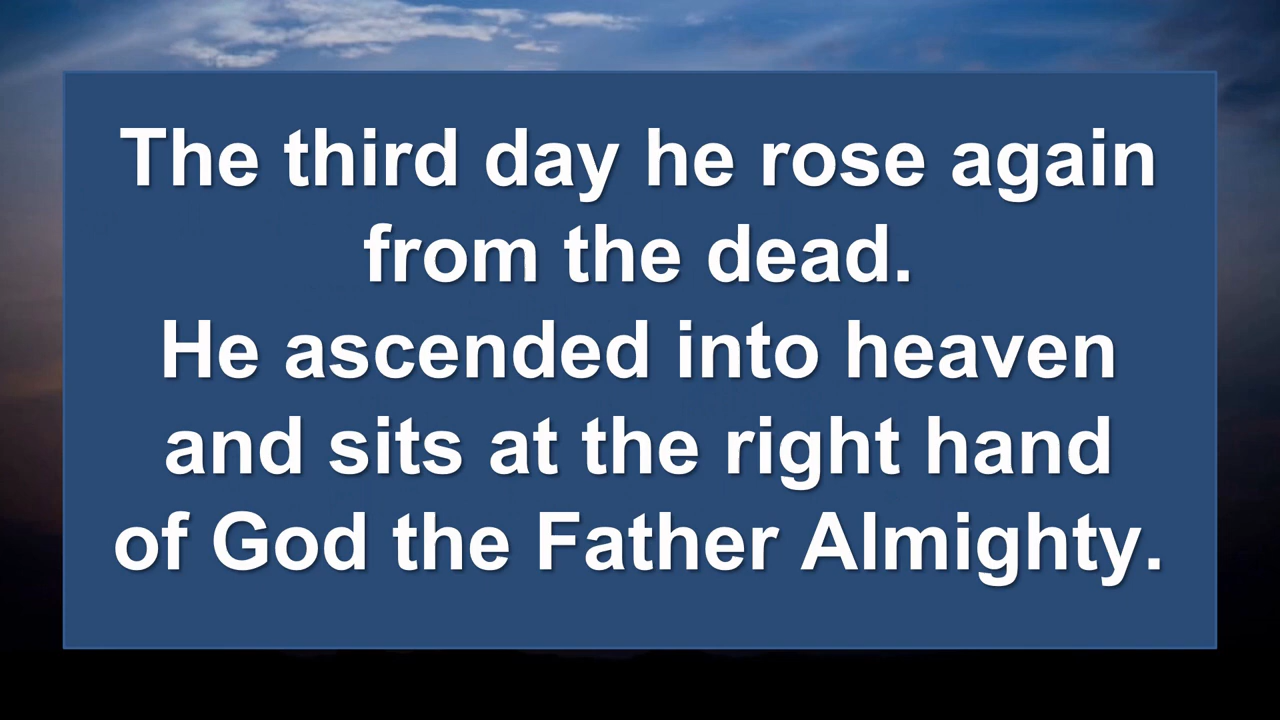 The third day he rose again
from the dead.
He ascended into heaven
and sits at the right hand
of God the Father Almighty.